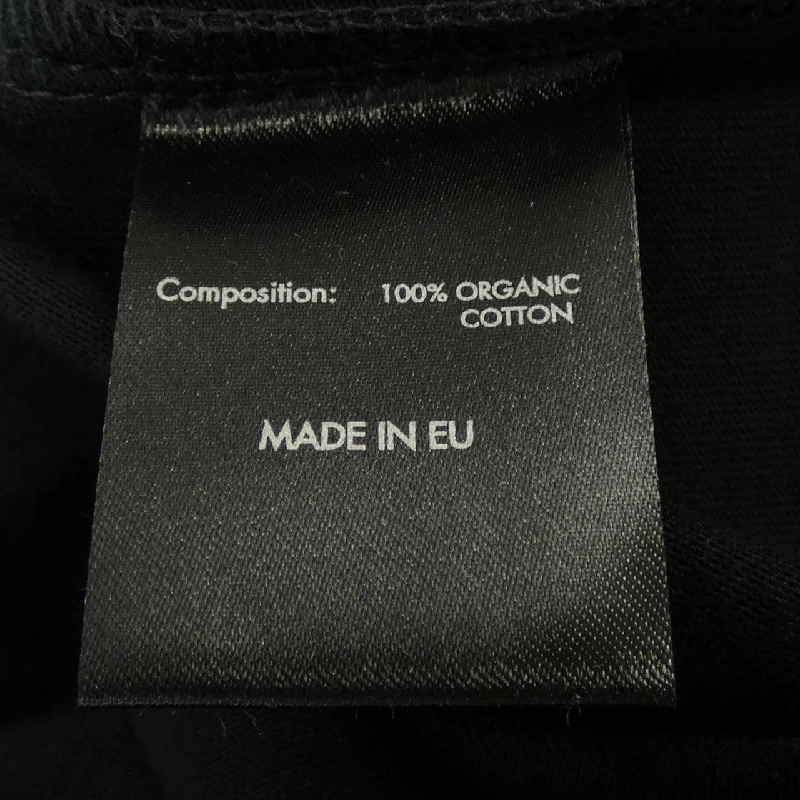 Composition: 100% ORGANIC
COTTON
MADE IN EU